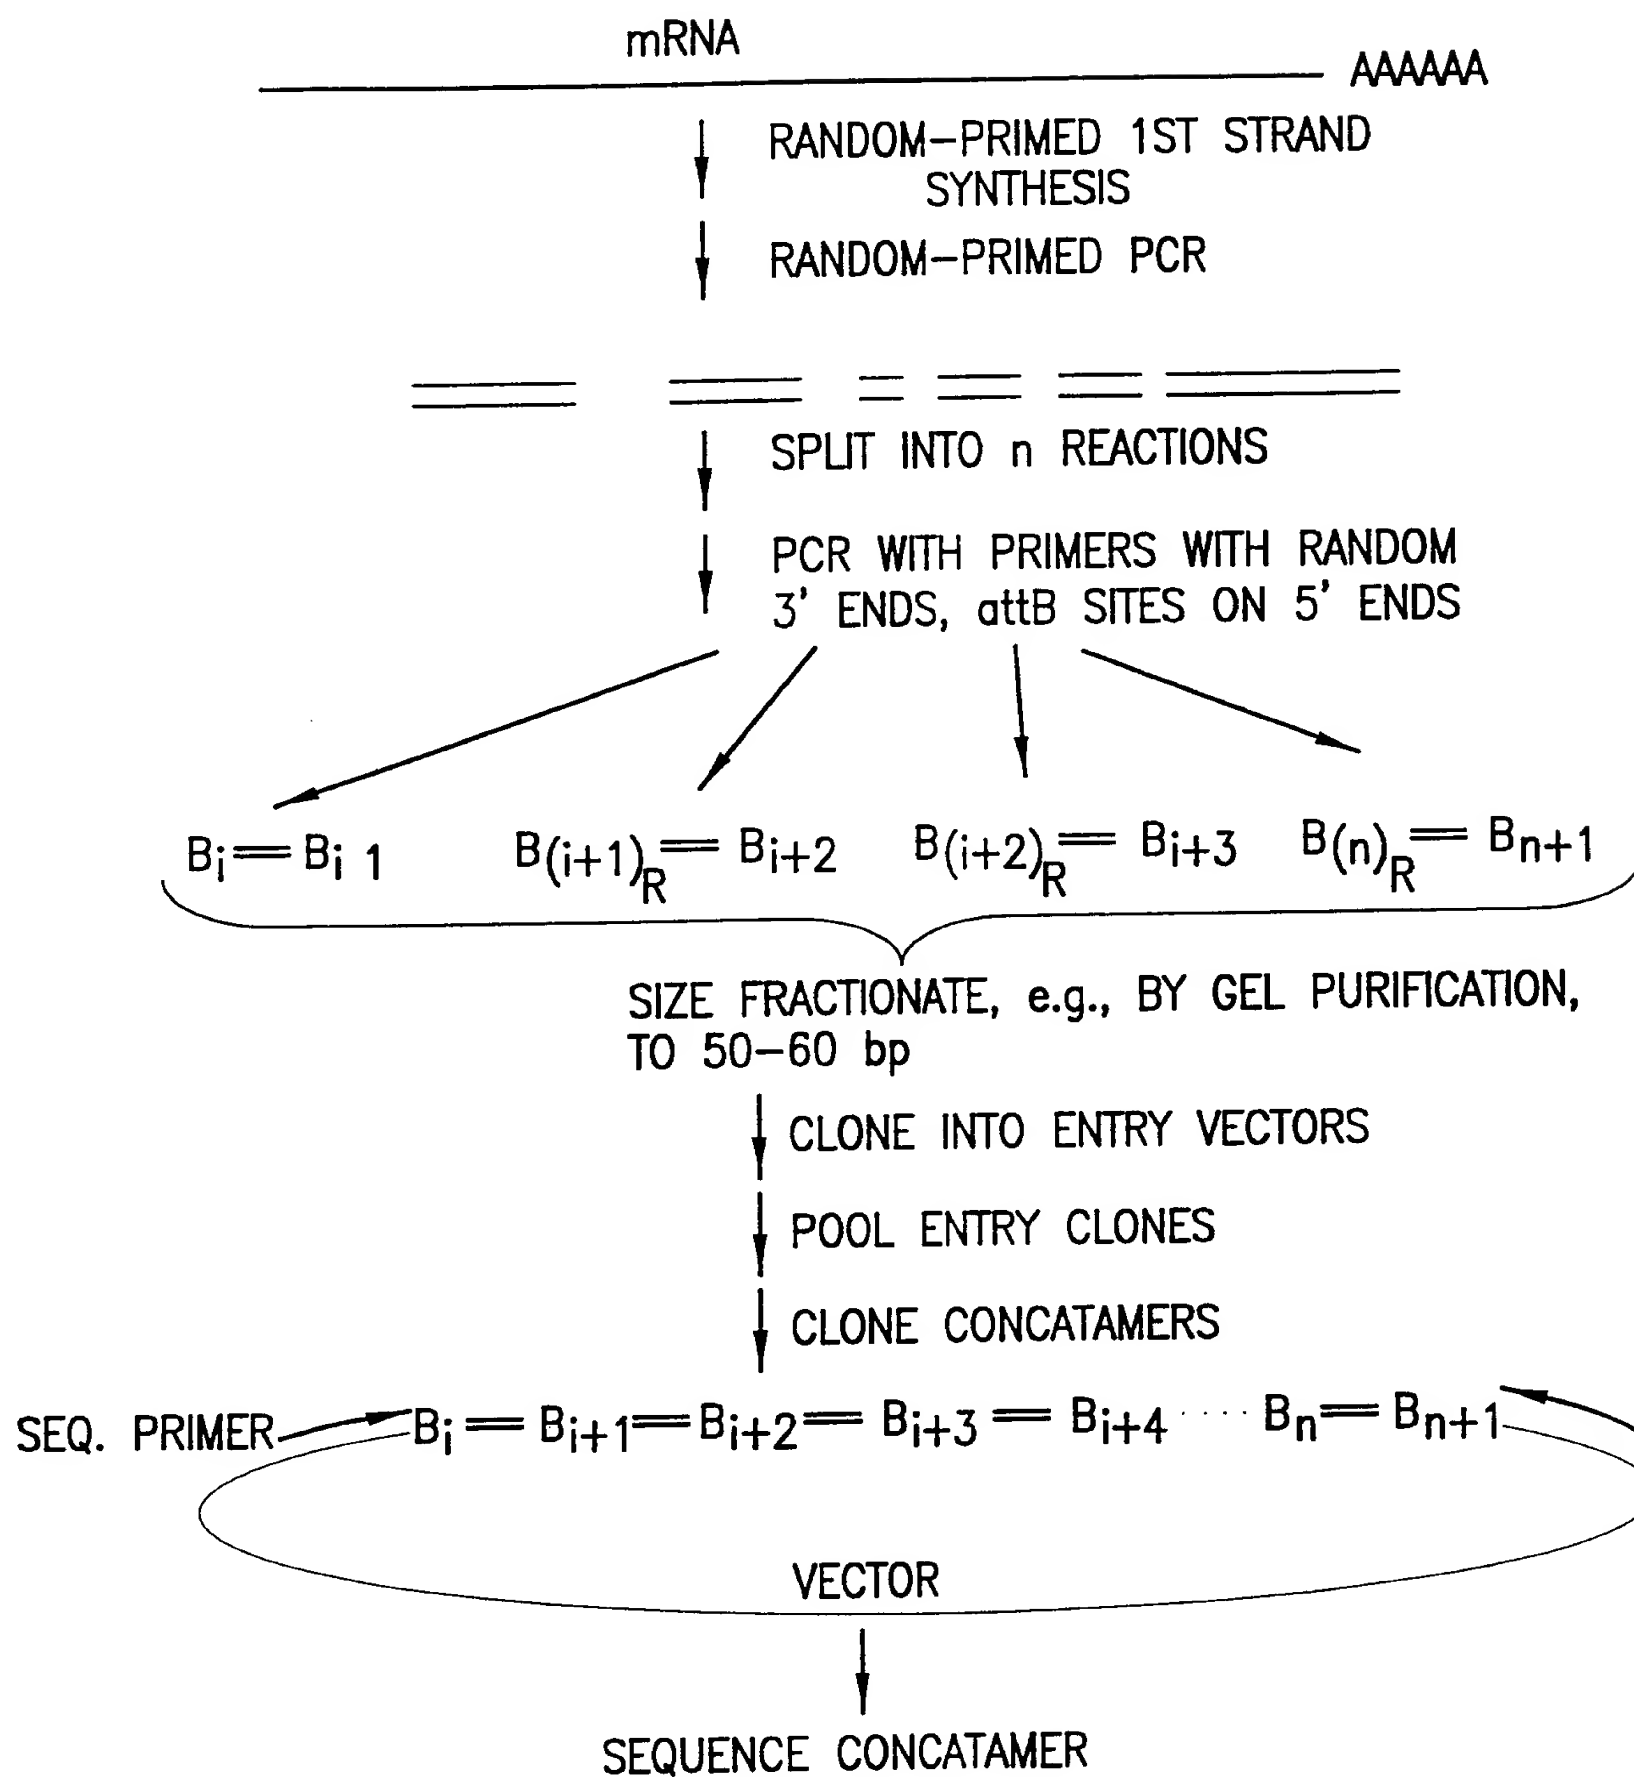 mRNA
AAAAAA
RANDOM-PRIMED 1ST STRAND
SYNTHESIS
RANDOM-PRIMED PCR
SPLIT INTO n REACTIONS
PCR WITH PRIMERS WITH RANDOM
3' ENDS, attB SITES ON 5' ENDS
Bi Bi 1 B(i+1)R Bi+2 B(i+2)R Bi+3 B(n)R Bn+1
SIZE FRACTIONATE, e.g., BY GEL PURIFICATION,
TO 50-60 bp
CLONE INTO ENTRY VECTORS
POOL ENTRY CLONES
CLONE CONCATAMERS
SEQ. PRIMER Bi Bi+1 Bi+2 Bi+3 Bi+4 ..... Bn Bn+1
VECTOR
SEQUENCE CONCATAMER